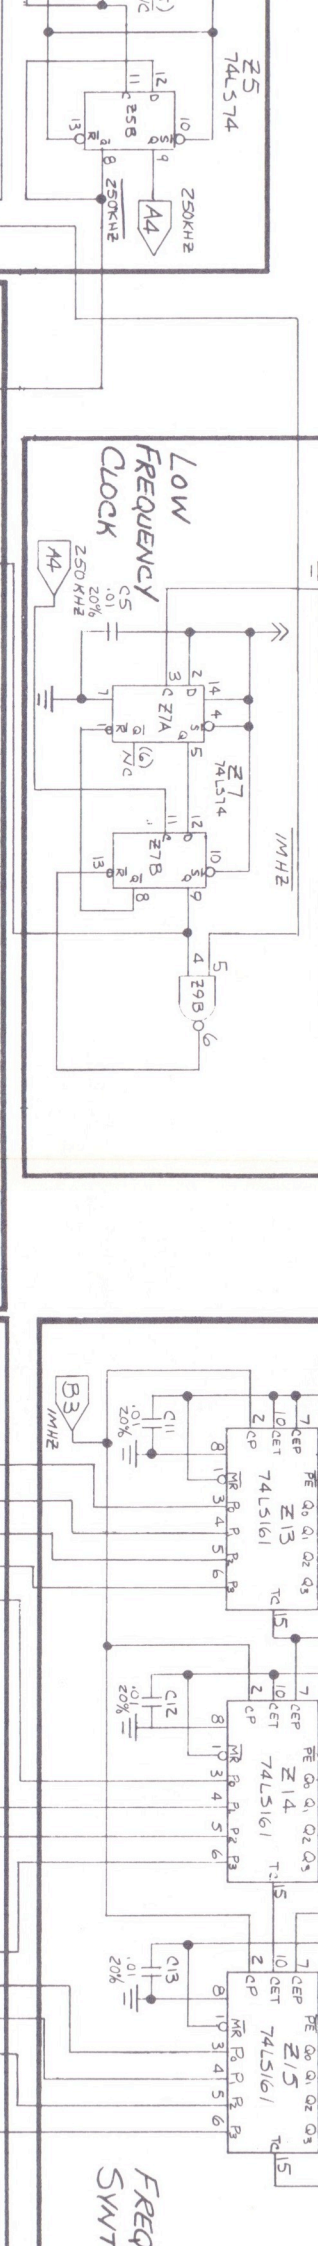 Z5
74LS74
11
12
C
D
Z5B
13
R
Q
Q
S
10
8
9
250KHZ
A4
250KHZ
LOW
FREQUENCY
CLOCK
A4
250KHZ
C5
.01
20%
3
2
14
C
D
4
Z7A
S
7
1
R
Q
Q
(6)
NC
5
Z7
74LS74
1MHZ
11
12
C
D
10
Z7B
S
13
R
Q
Q
8
9
4
5
Z9B
6
B3
1MHZ
C11
.01
20%
2
10
7
CP
CET
CEP
8
1
MR
3
P0
4
P1
5
P2
6
P3
Z13
74LS161
PE
Q0
Q1
Q2
Q3
TC
15
C12
.01
20%
2
10
7
CP
CET
CEP
8
1
MR
3
P0
4
P1
5
P2
6
P3
Z14
74LS161
PE
Q0
Q1
Q2
Q3
TC
15
C13
.01
20%
2
10
7
CP
CET
CEP
8
1
MR
3
P0
4
P1
5
P2
6
P3
Z15
74LS161
PE
Q0
Q1
Q2
Q3
TC
15
FREQ
SYNT